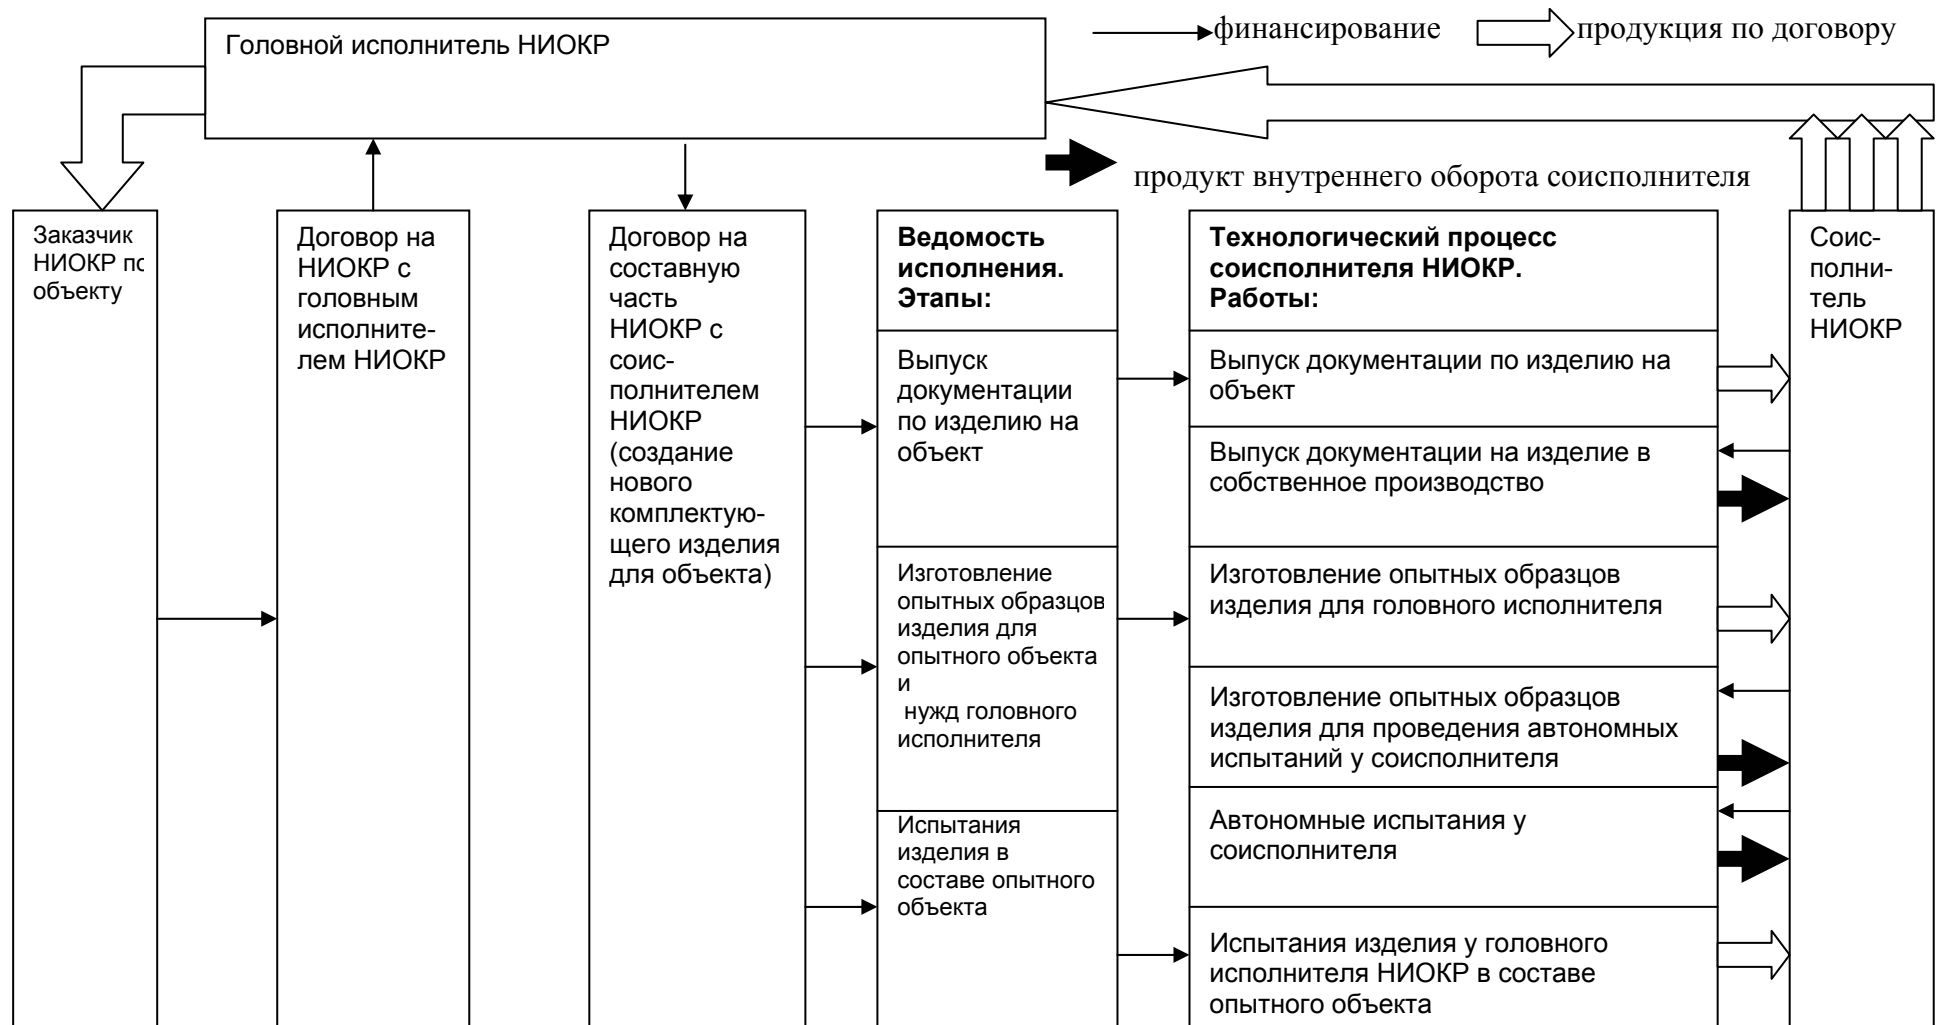 Головной исполнитель НИОКР
финансирование
продукция по договору
продукт внутреннего оборота соисполнителя
Заказчик
НИОКР по
объекту
Договор на
НИОКР с
головным
исполните-
лем НИОКР
Договор на
составную
часть
НИОКР с
соис-
полнителем
НИОКР
(создание
нового
комплектую-
щего изделия
для объекта)
Ведомость
исполнения.
Этапы:
Выпуск
документации
по изделию на
объект
Изготовление
опытных образцов
изделия для
опытного объекта
и
нужд головного
исполнителя
Испытания
изделия в
составе опытного
объекта
Технологический процесс
соисполнителя НИОКР.
Работы:
Выпуск документации по изделию на
объект
Выпуск документации на изделие в
собственное производство
Изготовление опытных образцов
изделия для головного исполнителя
Изготовление опытных образцов
изделия для проведения автономных
испытаний у соисполнителя
Автономные испытания у
соисполнителя
Испытания изделия у головного
исполнителя НИОКР в составе
опытного объекта
Соис-
полни-
тель
НИОКР